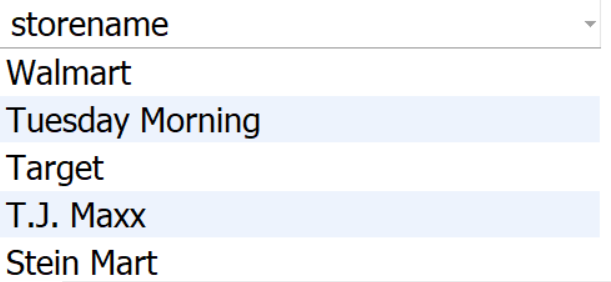 storename
Walmart
Tuesday Morning
Target
T.J. Maxx
Stein Mart